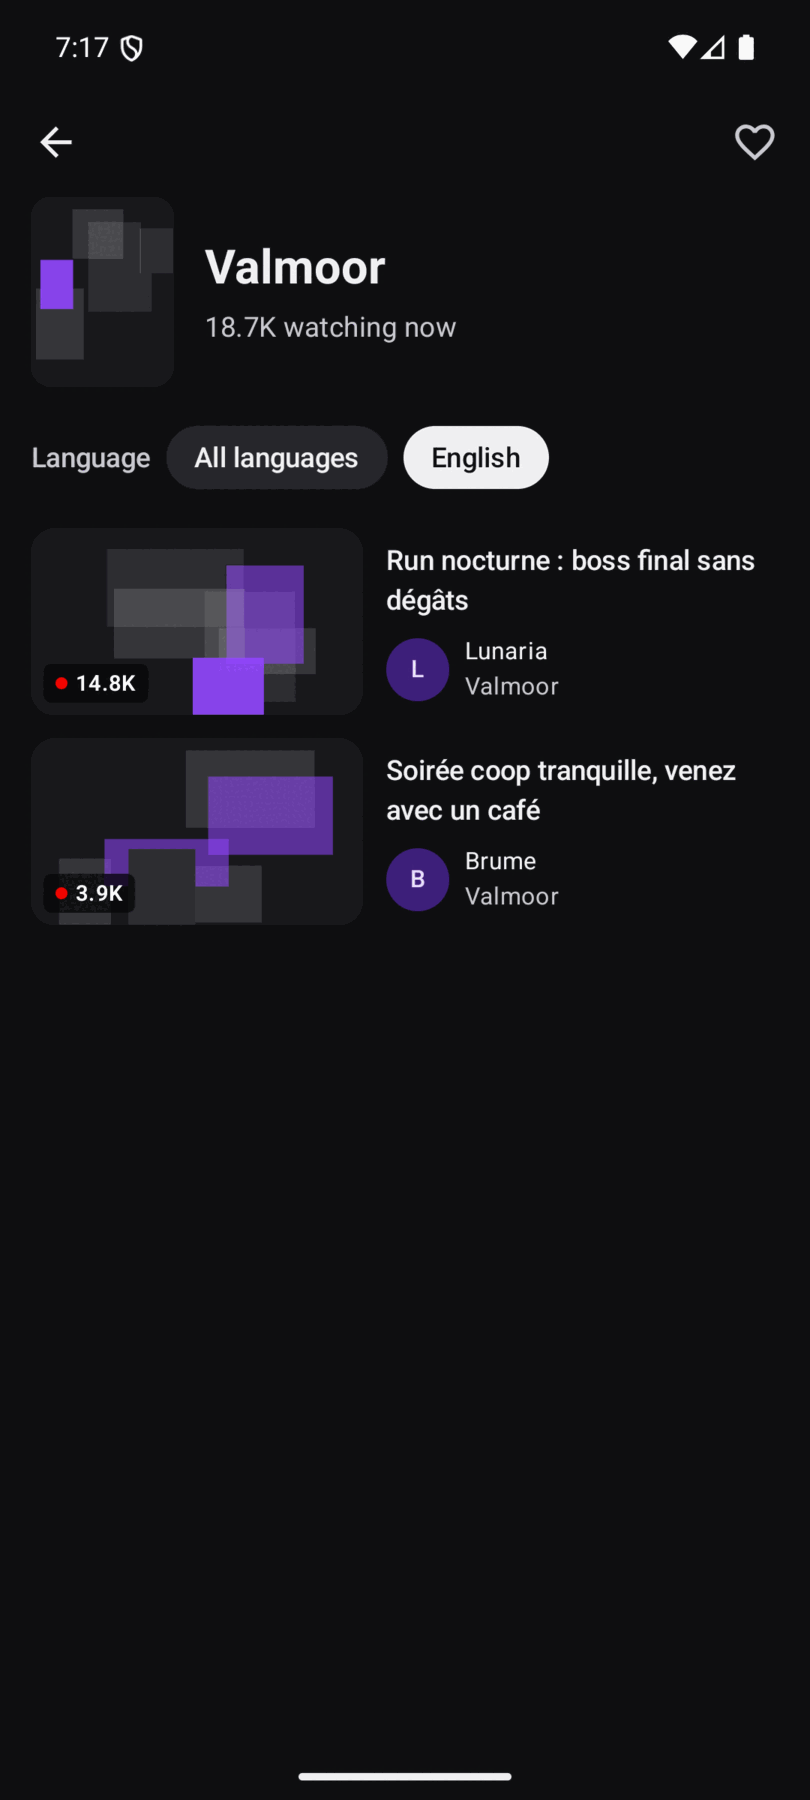 7:17
Valmoor
18.7K watching now
Language
All languages
English
Run nocturne : boss final sans
dégâts
L
Lunaria
Valmoor
14.8K
Soirée coop tranquille, venez
avec un café
B
Brume
Valmoor
3.9K